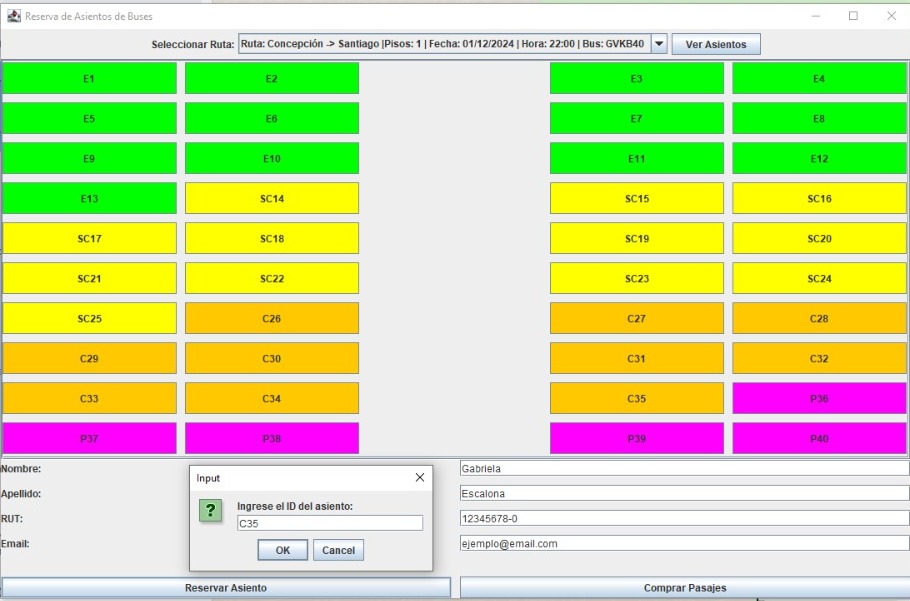 Reserva de Asientos de Buses
Seleccionar Ruta: Ruta: Concepción -> Santiago |Pisos: 1 | Fecha: 01/12/2024 | Hora: 22:00 | Bus: GVKB40 Ver Asientos
E1 E2 E3 E4
E5 E6 E7 E8
E9 E10 E11 E12
E13 SC14 SC15 SC16
SC17 SC18 SC19 SC20
SC21 SC22 SC23 SC24
SC25 C26 C27 C28
C29 C30 C31 C32
C33 C34 C35 P36
P37 P38 P39 P40
Nombre: Gabriela
Apellido: Escalona
RUT: 12345678-0
Email: ejemplo@email.com
Input
?
Ingrese el ID del asiento:
C35
OK Cancel
Reservar Asiento Comprar Pasajes